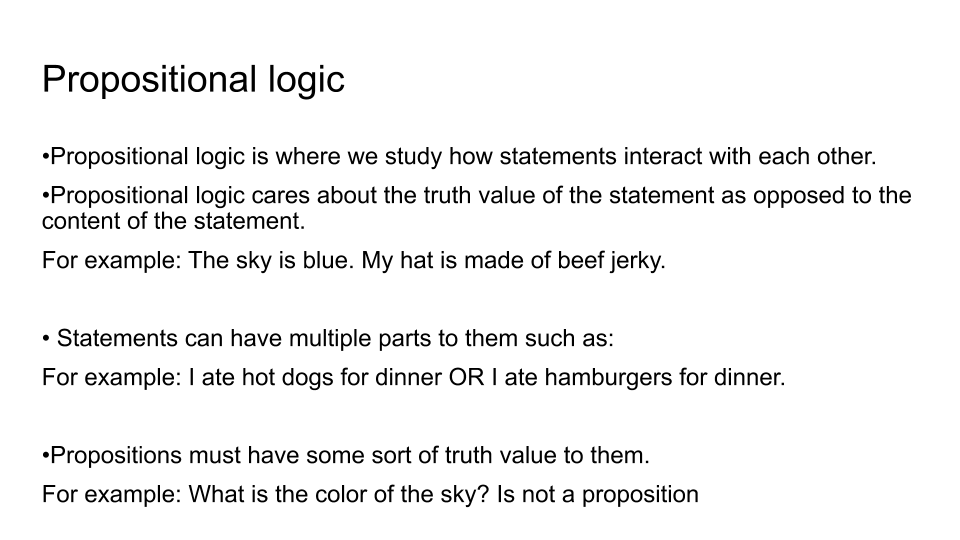 Propositional logic
•Propositional logic is where we study how statements interact with each other.
•Propositional logic cares about the truth value of the statement as opposed to the
content of the statement.
For example: The sky is blue. My hat is made of beef jerky.
• Statements can have multiple parts to them such as:
For example: I ate hot dogs for dinner OR I ate hamburgers for dinner.
•Propositions must have some sort of truth value to them.
For example: What is the color of the sky? Is not a proposition